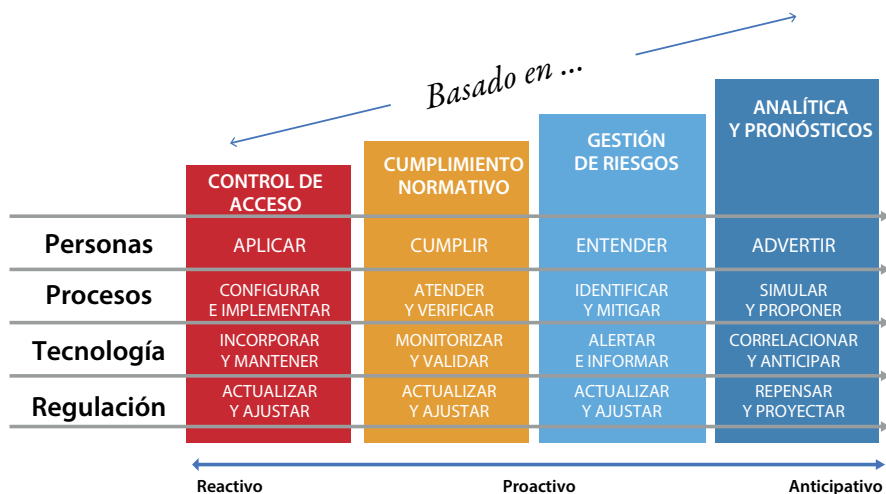 Basado en ...
CONTROL DE
ACCESO
CUMPLIMIENTO
NORMATIVO
GESTIÓN
DE RIESGOS
ANALÍTICA
Y PRONÓSTICOS
Personas
APLICAR
CUMPLIR
ENTENDER
ADVERTIR
Procesos
CONFIGURAR
E IMPLEMENTAR
ATENDER
Y VERIFICAR
IDENTIFICAR
Y MITIGAR
SIMULAR
Y PROPONER
Tecnología
INCORPORAR
Y MANTENER
MONITORIZAR
Y VALIDAR
ALERTAR
E INFORMAR
CORRELACIONAR
Y ANTICIPAR
Regulación
ACTUALIZAR
Y AJUSTAR
ACTUALIZAR
Y AJUSTAR
ACTUALIZAR
Y AJUSTAR
REPENSAR
Y PROYECTAR
Reactivo
Proactivo
Anticipativo